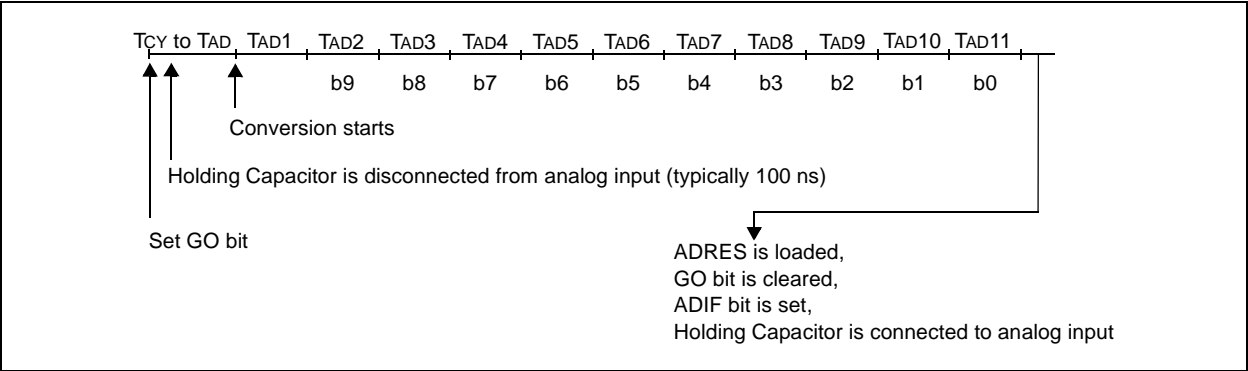 TCY to TAD TAD1 TAD2 TAD3 TAD4 TAD5 TAD6 TAD7 TAD8 TAD9 TAD10 TAD11
b9 b8 b7 b6 b5 b4 b3 b2 b1 b0
Conversion starts
Holding Capacitor is disconnected from analog input (typically 100 ns)
Set GO bit
ADRES is loaded,
GO bit is cleared,
ADIF bit is set,
Holding Capacitor is connected to analog input